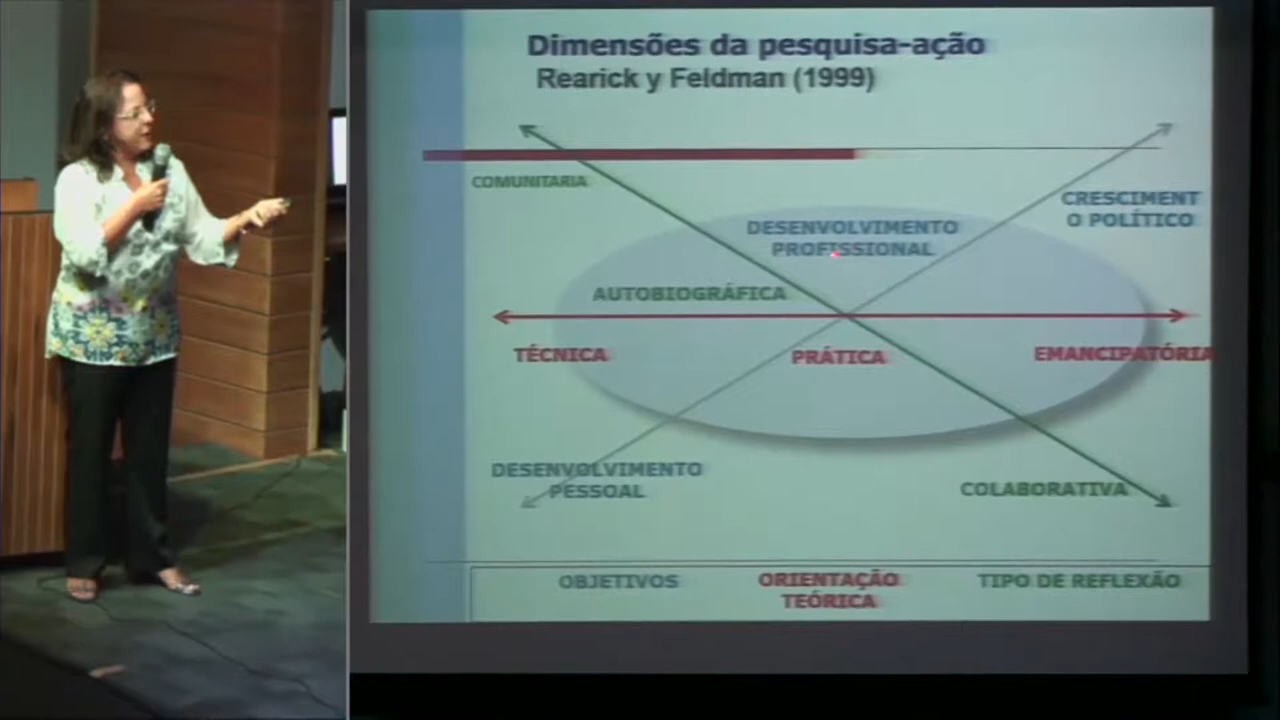 Dimensões da pesquisa-ação
Rearick y Feldman (1999)
COMUNITARIA
CRESCIMENT
O POLÍTICO
DESENVOLVIMENTO
PROFISSIONAL
AUTOBIOGRÁFICA
TÉCNICA
PRÁTICA
EMANCIPATÓRIA
DESENVOLVIMENTO
PESSOAL
COLABORATIVA
OBJETIVOS
ORIENTAÇÃO
TEÓRICA
TIPO DE REFLEXÃO